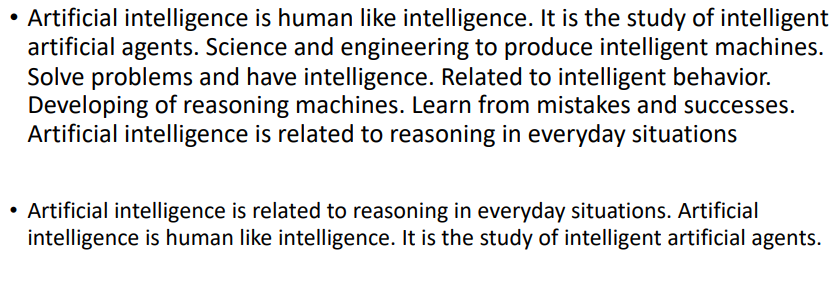 • Artificial intelligence is human like intelligence. It is the study of intelligent
artificial agents. Science and engineering to produce intelligent machines.
Solve problems and have intelligence. Related to intelligent behavior.
Developing of reasoning machines. Learn from mistakes and successes.
Artificial intelligence is related to reasoning in everyday situations
• Artificial intelligence is related to reasoning in everyday situations. Artificial
intelligence is human like intelligence. It is the study of intelligent artificial agents.